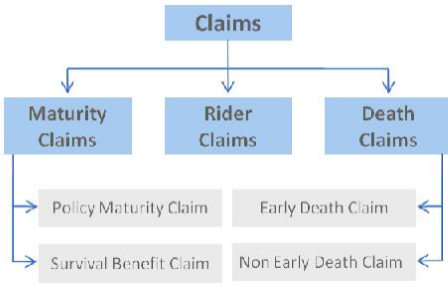 Claims
Maturity
Claims
Rider
Claims
Death
Claims
Policy Maturity Claim
Early Death Claim
Survival Benefit Claim
Non Early Death Claim